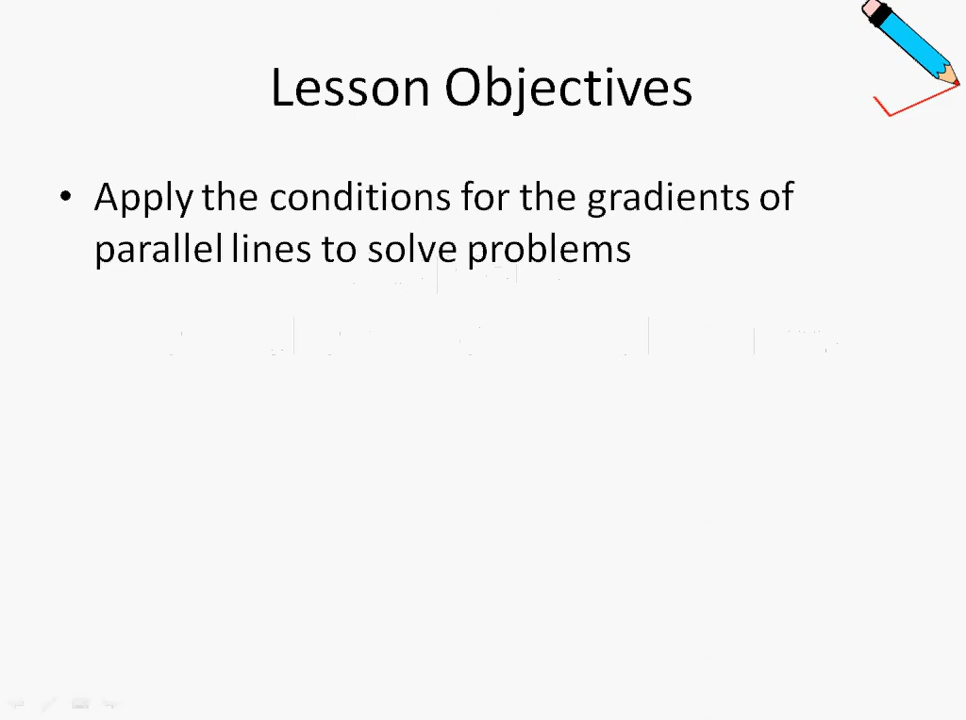 Lesson Objectives
• Apply the conditions for the gradients of
parallel lines to solve problems